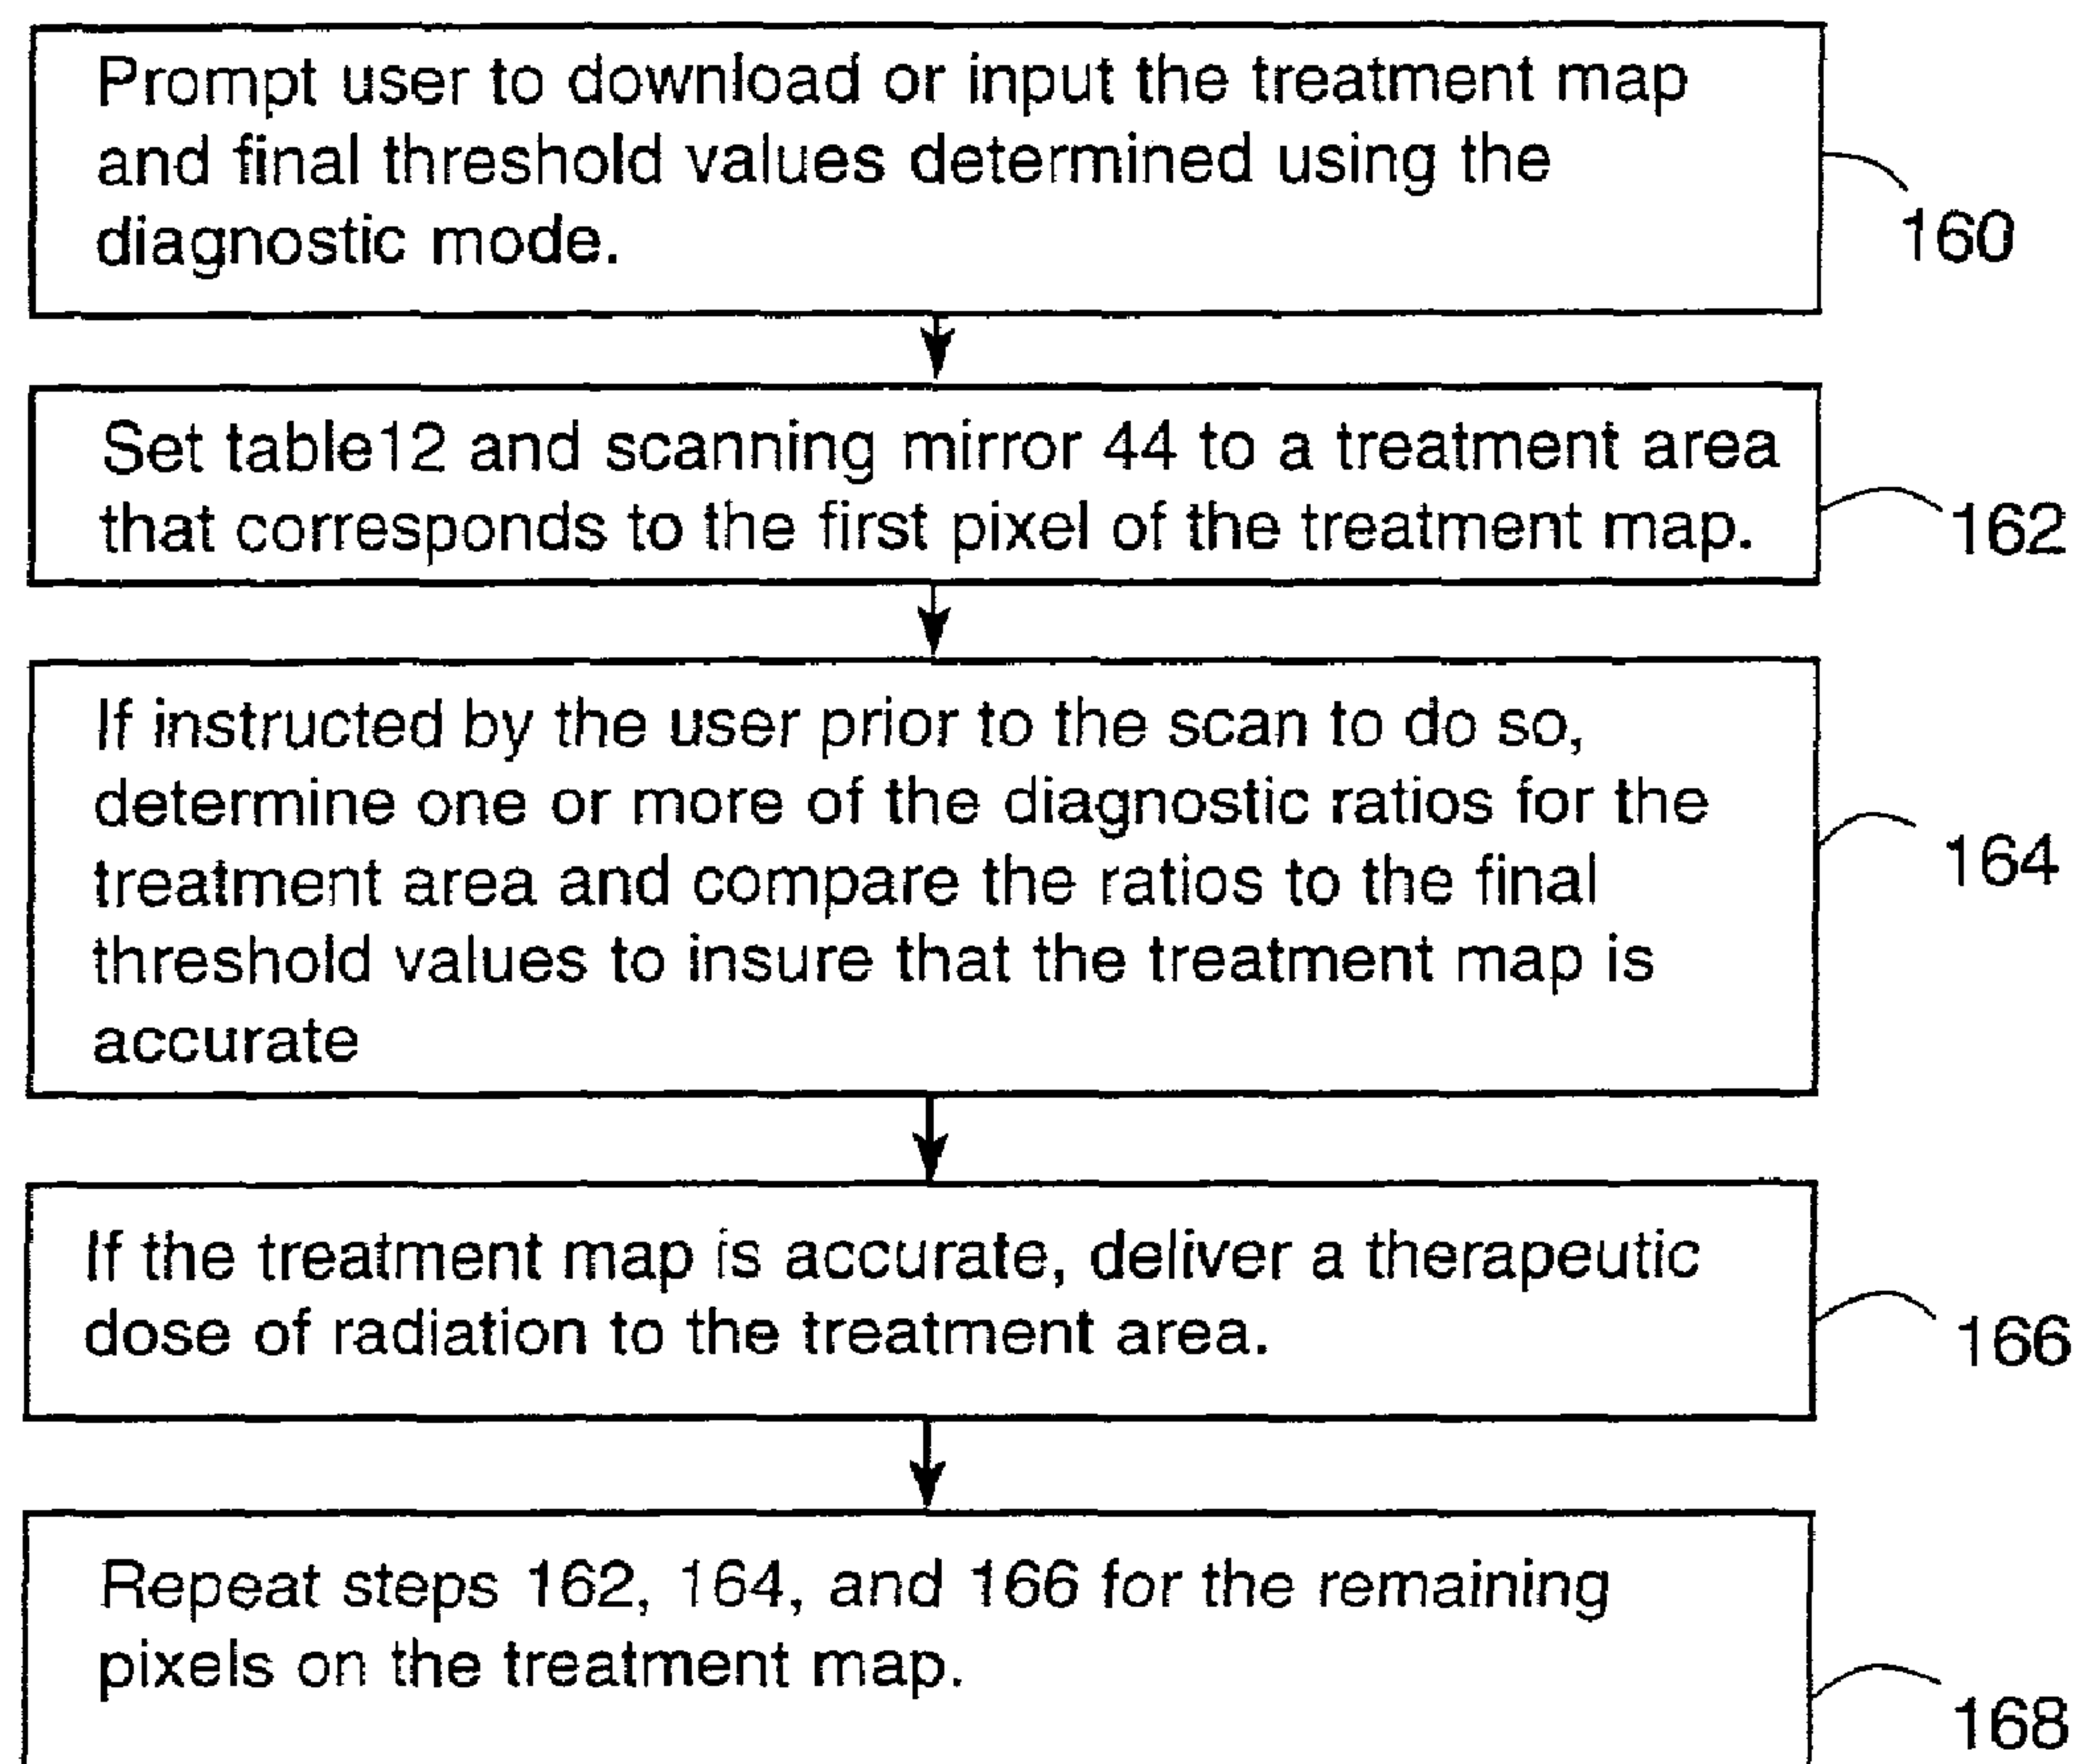 Prompt user to download or input the treatment map
and final threshold values determined using the
diagnostic mode.
160
Set table12 and scanning mirror 44 to a treatment area
that corresponds to the first pixel of the treatment map.
162
If instructed by the user prior to the scan to do so,
determine one or more of the diagnostic ratios for the
treatment area and compare the ratios to the final
threshold values to insure that the treatment map is
accurate
164
If the treatment map is accurate, deliver a therapeutic
dose of radiation to the treatment area.
166
Repeat steps 162, 164, and 166 for the remaining
pixels on the treatment map.
168